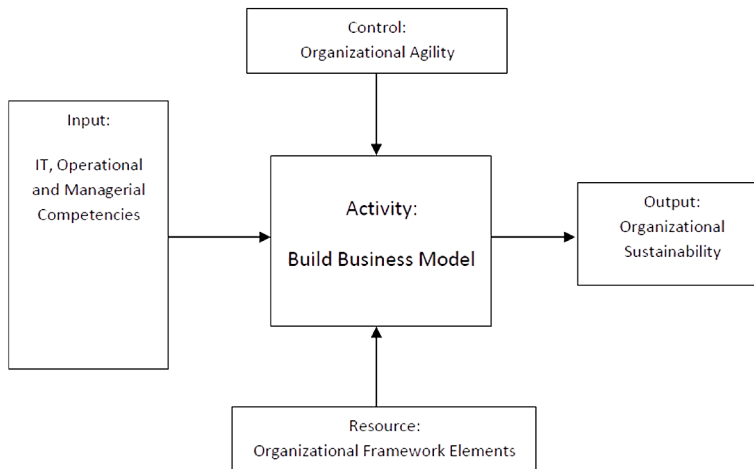 Control:
Organizational Agility
Input:
IT, Operational
and Managerial
Competencies
Activity:
Build Business Model
Output:
Organizational
Sustainability
Resource:
Organizational Framework Elements